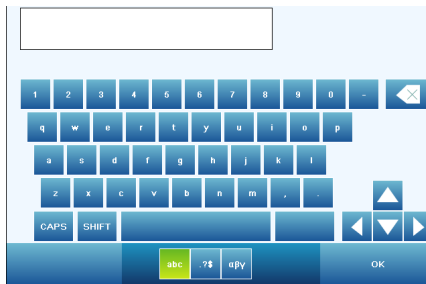 1 2 3 4 5 6 7 8 9 0 -
q w e r t y u i o p
a s d f g h j k l
z x c v b n m , .
CAPS SHIFT
abc .?$ αβγ OK